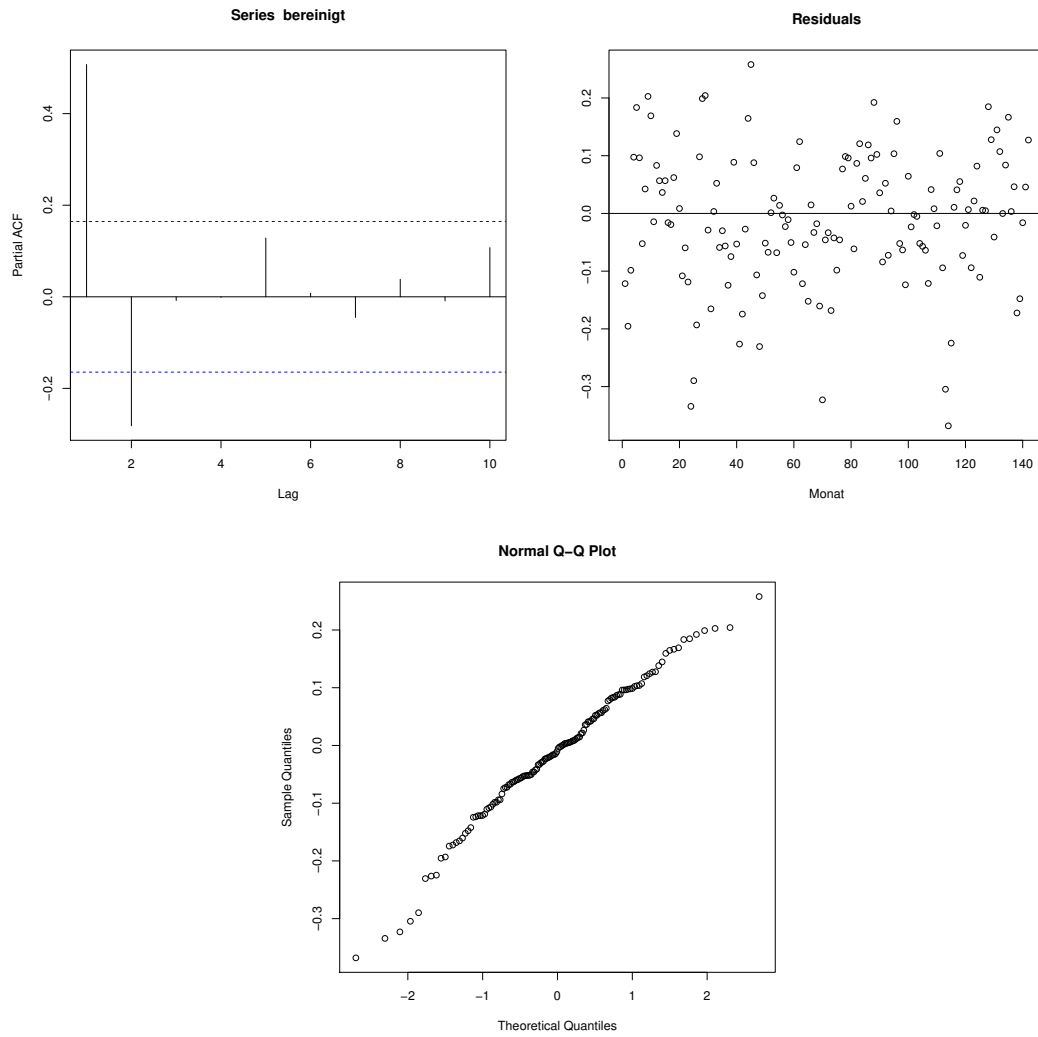 Series  bereinigt
Partial ACF
0.4
0.2
0.0
−0.2
2 4 6 8 10
Lag
Residuals
0.2
0.1
0.0
−0.1
−0.2
−0.3
0 20 40 60 80 100 120 140
Monat
Normal Q−Q Plot
Sample Quantiles
0.2
0.1
0.0
−0.1
−0.2
−0.3
−2 −1 0 1 2
Theoretical Quantiles